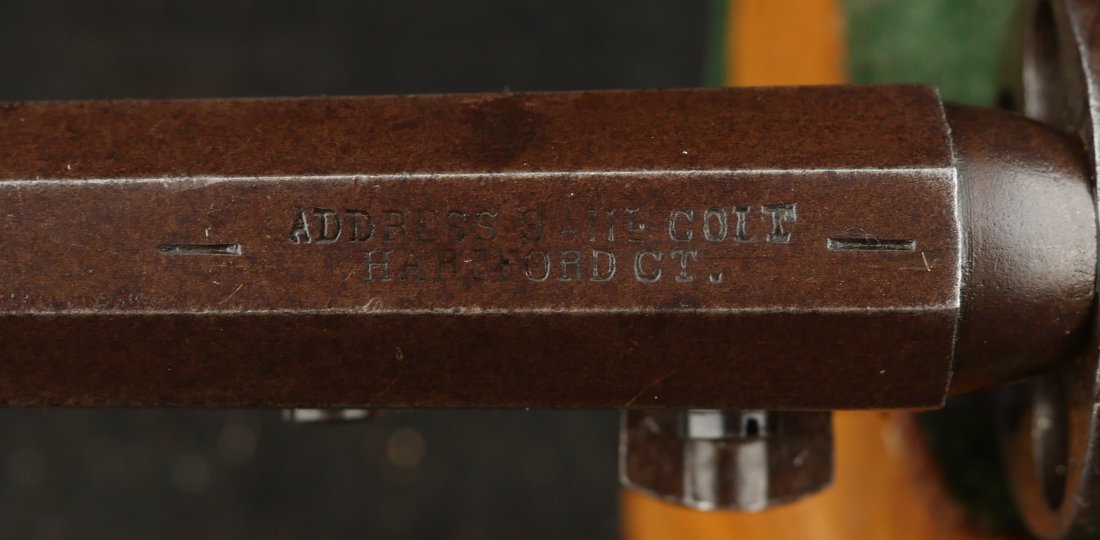 — ADDRESS SAML COLT —
HARTFORD CT.